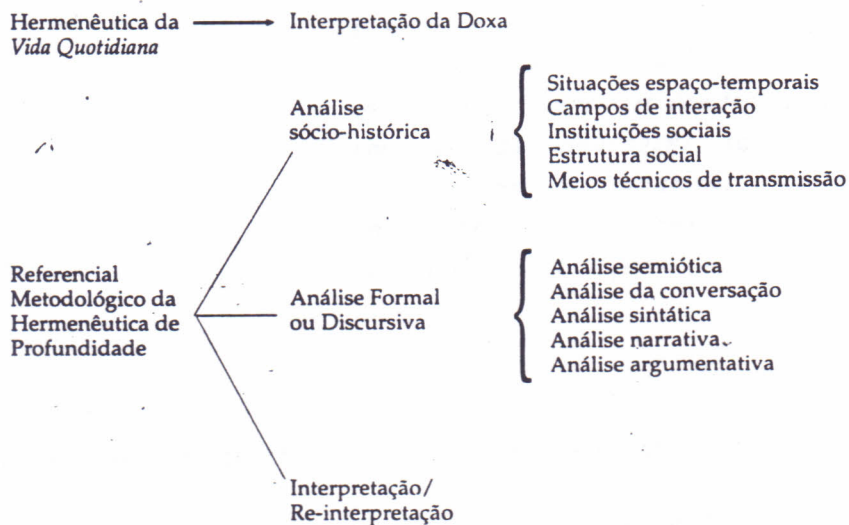 Hermenêutica da
Vida Quotidiana
Interpretação da Doxa
Análise
sócio-histórica
Situações espaço-temporais
Campos de interação
Instituições sociais
Estrutura social
Meios técnicos de transmissão
Referencial
Metodológico da
Hermenêutica de
Profundidade
Análise Formal
ou Discursiva
Análise semiótica
Análise da conversação
Análise sintática
Análise narrativa
Análise argumentativa
Interpretação/
Re-interpretação